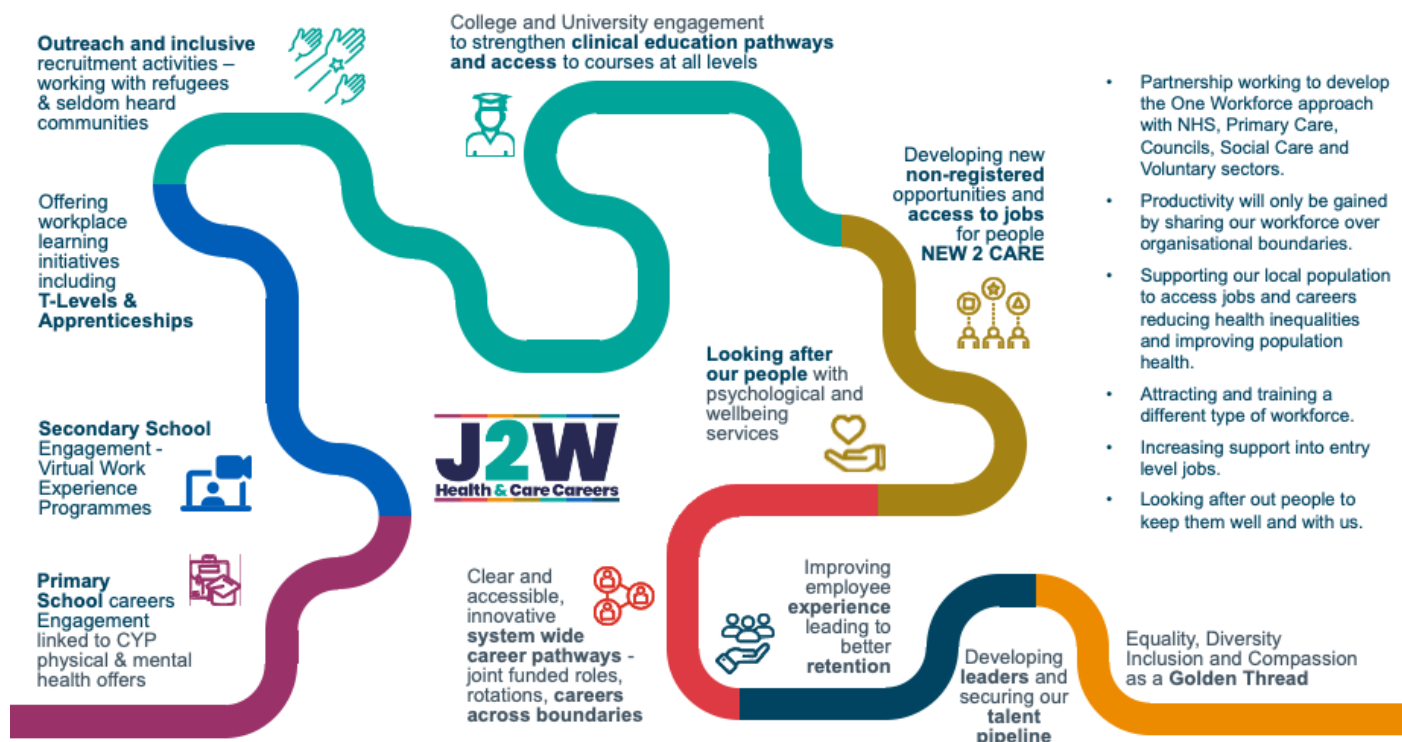 Outreach and inclusive
recruitment activities –
working with refugees
& seldom heard
communities
College and University engagement
to strengthen clinical education pathways
and access to courses at all levels
Offering
workplace
learning
initiatives
including
T-Levels &
Apprenticeships
Developing new
non-registered
opportunities and
access to jobs
for people
NEW 2 CARE
Looking after
our people with
psychological and
wellbeing
services
J2W
Health & Care Careers
Secondary School
Engagement -
Virtual Work
Experience
Programmes
Primary
School careers
Engagement
linked to CYP
physical & mental
health offers
Clear and
accessible,
innovative
system wide
career pathways -
joint funded roles,
rotations, careers
across boundaries
Improving
employee
experience
leading to
better
retention
Developing
leaders and
securing our
talent
pipeline
Equality, Diversity
Inclusion and Compassion
as a Golden Thread
• Partnership working to develop
the One Workforce approach
with NHS, Primary Care,
Councils, Social Care and
Voluntary sectors.
• Productivity will only be gained
by sharing our workforce over
organisational boundaries.
• Supporting our local population
to access jobs and careers
reducing health inequalities
and improving population
health.
• Attracting and training a
different type of workforce.
• Increasing support into entry
level jobs.
• Looking after out people to
keep them well and with us.